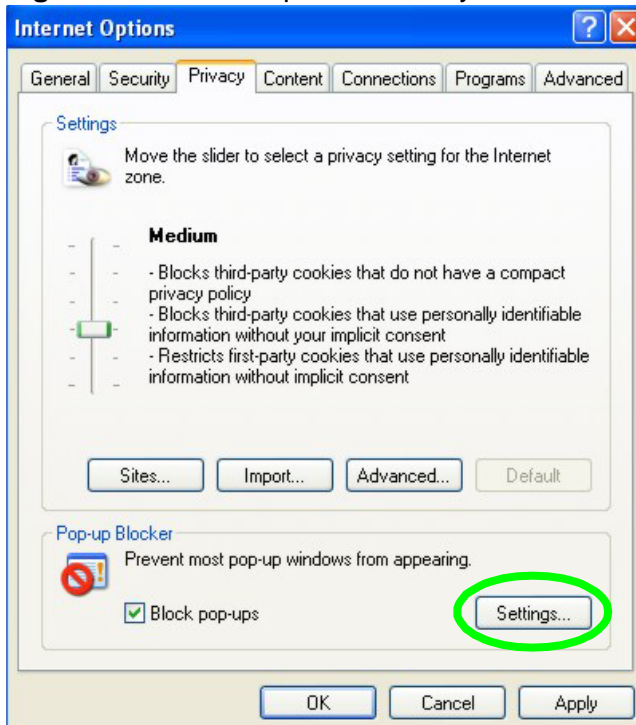 Internet Options
General Security Privacy Content Connections Programs Advanced
Settings
Move the slider to select a privacy setting for the Internet
zone.
Medium
- Blocks third-party cookies that do not have a compact
privacy policy
- Blocks third-party cookies that use personally identifiable
information without your implicit consent
- Restricts first-party cookies that use personally identifiable
information without implicit consent
Sites... Import... Advanced... Default
Pop-up Blocker
Prevent most pop-up windows from appearing.
Block pop-ups Settings...
OK Cancel Apply